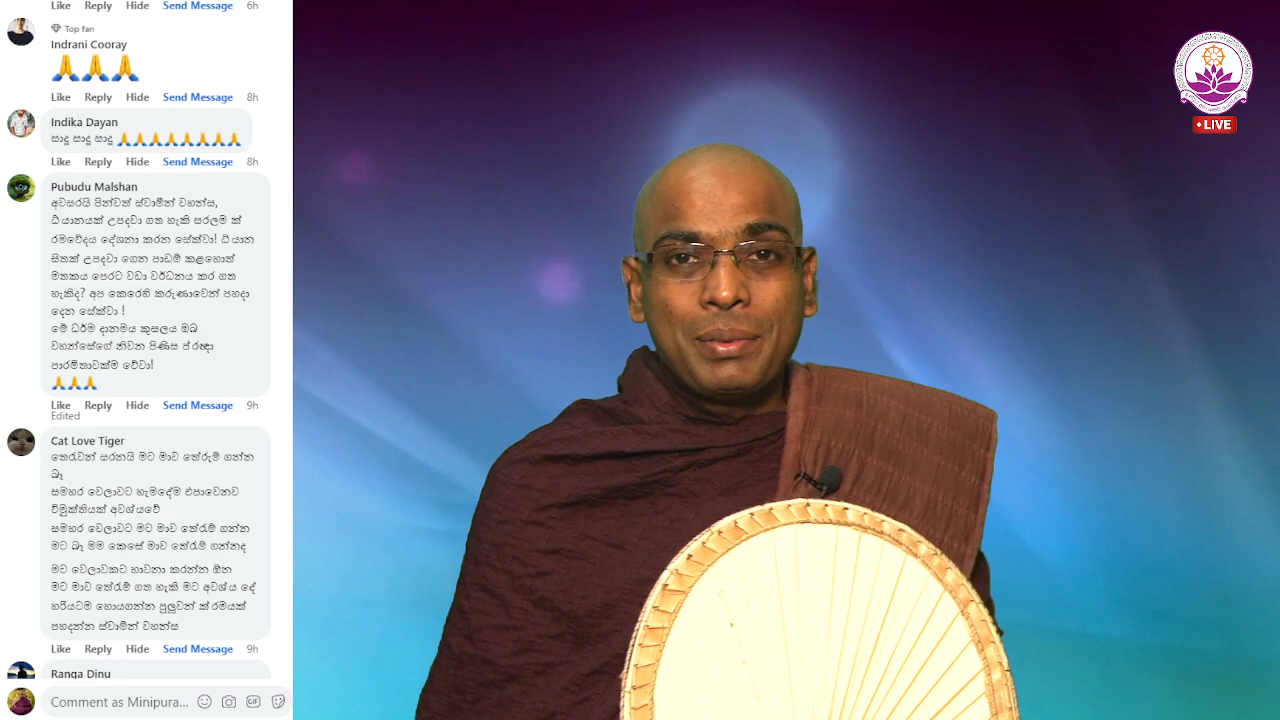 Like Reply Hide Send Message 6h
Top fan
Indrani Cooray
🙏🙏🙏
Like Reply Hide Send Message 8h
Indika Dayan
සාදු සාදු සාදු 🙏🙏🙏🙏🙏🙏🙏🙏
Like Reply Hide Send Message 8h
Pubudu Malshan
අවසරයි පින්වත් ස්වාමීන් වහන්ස,
ධ්‍යානයක් උපදවා ගත හැකි සරලම ක්
රමවේදය දේශනා කරන සේක්වා! ධ්‍යාන
සිතක් උපදවා ගෙන පාඩම් කළහොත්
මතකය පෙරට වඩා වර්ධනය කර ගත
හැකිද? අප කෙරෙහි කරුණාවෙන් පහදා
දෙන සේක්වා !
මේ ධර්ම දානමය කුසලය ඔබ
වහන්සේගේ නිවන පිණිස ප්‍රඥා
පාරමිතාවක්ම වේවා!
🙏🙏🙏
Like Reply Hide Send Message 9h
Edited
Cat Love Tiger
තෙරුවන් සරනයි මට මාව තේරුම් ගන්න
බෑ
සමහර වෙලාවට හැමදේම එපාවෙනව
විමුක්තියක් අවශ්‍යවේ
සමහර වෙලාවට මට මාව තේරැම් ගන්න
මට බෑ මම කෙසේ මාව තේරැම් ගන්නද
මට වෙලාවකට භාවනා කරන්න ඕන
මට මාව තේරැම් ගත හැකි මට අවශ්‍ය දේ
හරියටම හොයගන්න පුලුවන් ක්‍රමයක්
පහදන්න ස්වාමින් වහන්ස
Like Reply Hide Send Message 9h
Ranga Dinu
Comment as Minipura...
LIVE